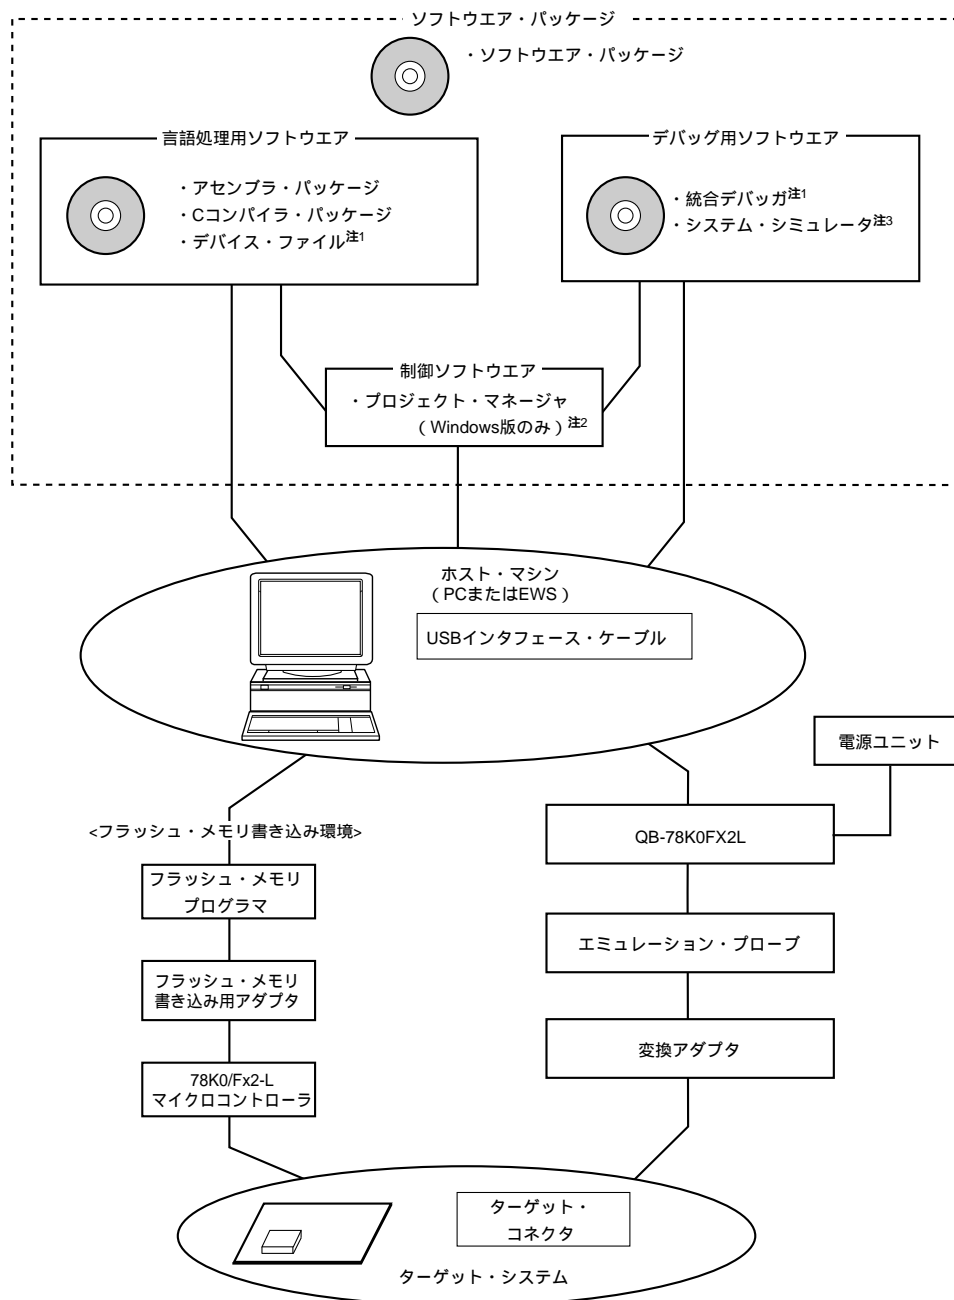 ソフトウエア・パッケージ
・ソフトウエア・パッケージ
言語処理用ソフトウエア
・アセンブラ・パッケージ
・Cコンパイラ・パッケージ
・デバイス・ファイル注1
デバッグ用ソフトウエア
・統合デバッガ注1
・システム・シミュレータ注3
制御ソフトウエア
・プロジェクト・マネージャ
(Windows版のみ)注2
ホスト・マシン
(PCまたはEWS)
USBインタフェース・ケーブル
電源ユニット
<フラッシュ・メモリ書き込み環境>
フラッシュ・メモリ
プログラマ
フラッシュ・メモリ
書き込み用アダプタ
78K0/Fx2-L
マイクロコントローラ
QB-78K0FX2L
エミュレーション・プローブ
変換アダプタ
ターゲット・
コネクタ
ターゲット・システム